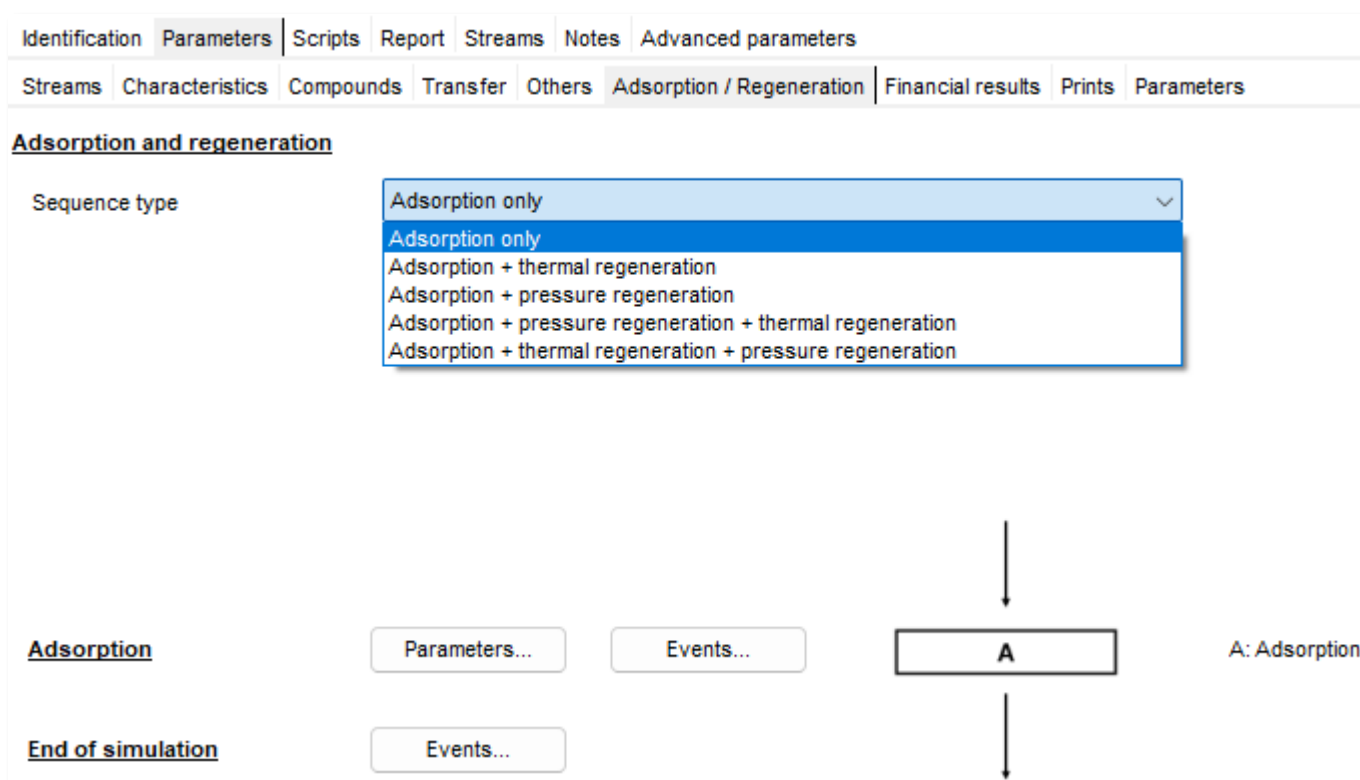 Identification Parameters Scripts Report Streams Notes Advanced parameters
Streams Characteristics Compounds Transfer Others Adsorption / Regeneration Financial results Prints Parameters
Adsorption and regeneration
Sequence type Adsorption only
Adsorption only
Adsorption + thermal regeneration
Adsorption + pressure regeneration
Adsorption + pressure regeneration + thermal regeneration
Adsorption + thermal regeneration + pressure regeneration
Adsorption Parameters... Events... A A: Adsorption
End of simulation Events...